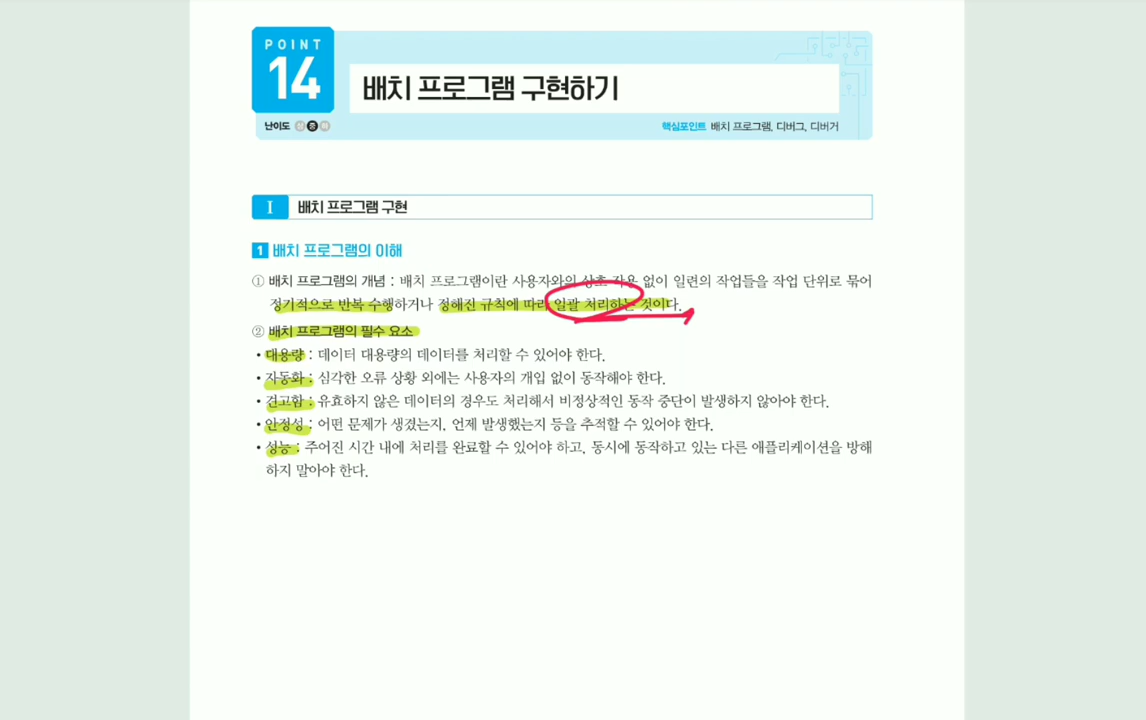 POINT
14
배치 프로그램 구현하기
난이도 상 중 하
핵심포인트 배치 프로그램, 디버그, 디버거
I 배치 프로그램 구현
1 배치 프로그램의 이해
① 배치 프로그램의 개념 : 배치 프로그램이란 사용자와의 상호 작용 없이 일련의 작업들을 작업 단위로 묶어
정기적으로 반복 수행하거나 정해진 규칙에 따라 일괄 처리하는 것이다.
② 배치 프로그램의 필수 요소
• 대용량 : 데이터 대용량의 데이터를 처리할 수 있어야 한다.
• 자동화 : 심각한 오류 상황 외에는 사용자의 개입 없이 동작해야 한다.
• 견고함 : 유효하지 않은 데이터의 경우도 처리해서 비정상적인 동작 중단이 발생하지 않아야 한다.
• 안정성 : 어떤 문제가 생겼는지, 언제 발생했는지 등을 추적할 수 있어야 한다.
• 성능 : 주어진 시간 내에 처리를 완료할 수 있어야 하고, 동시에 동작하고 있는 다른 애플리케이션을 방해
하지 말아야 한다.